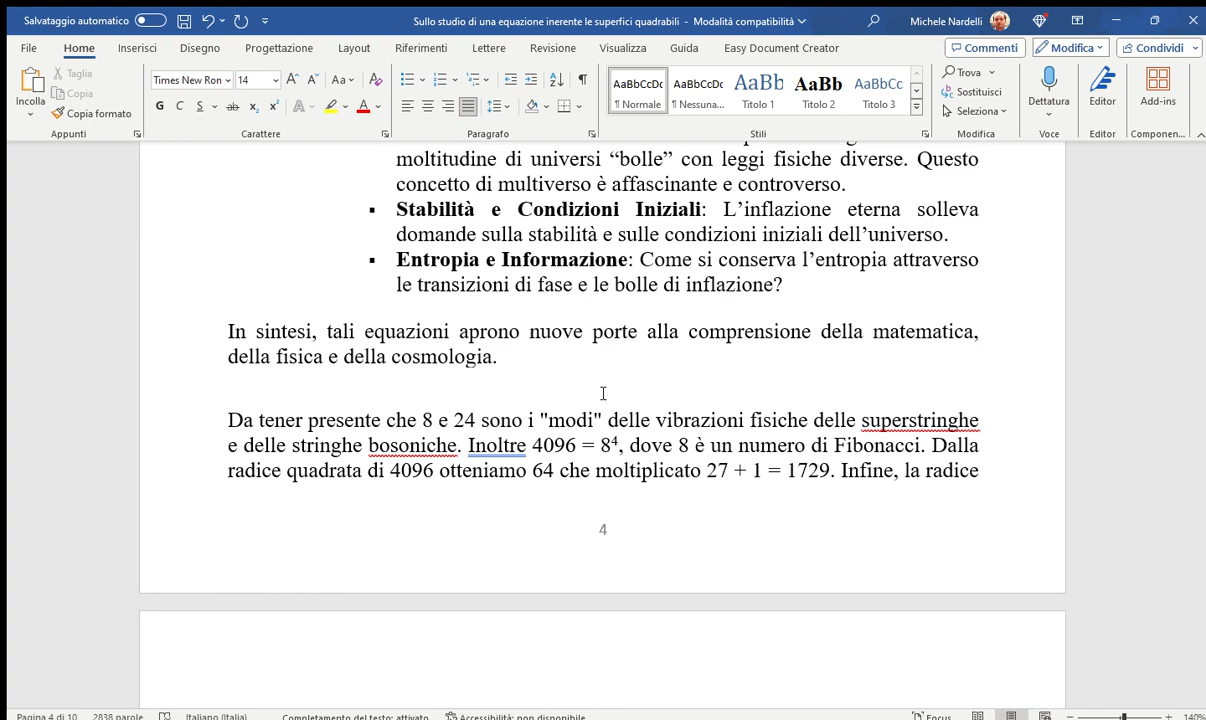 Salvataggio automatico
Sullo studio di una equazione inerente le superfici quadrabili - Modalità compatibilità
Michele Nardelli
File Home Inserisci Disegno Progettazione Layout Riferimenti Lettere Revisione Visualizza Guida Easy Document Creator
Commenti Modifica Condividi
Incolla
Taglia
Copia
Copia formato
Appunti
Times New Ron 14
Carattere
Paragrafo
AaBbCcDc AaBbCcDc AaBb AaBb AaBbCc
¶ Normale ¶ Nessuna... Titolo 1 Titolo 2 Titolo 3
Stili
Trova
Sostituisci
Seleziona
Modifica
Dettatura
Voce
Editor
Editor
Add-ins
Componen...
moltitudine di universi “bolle” con leggi fisiche diverse. Questo
concetto di multiverso è affascinante e controverso.
▪ Stabilità e Condizioni Iniziali: L’inflazione eterna solleva
domande sulla stabilità e sulle condizioni iniziali dell’universo.
▪ Entropia e Informazione: Come si conserva l’entropia attraverso
le transizioni di fase e le bolle di inflazione?
In sintesi, tali equazioni aprono nuove porte alla comprensione della matematica,
della fisica e della cosmologia.
Da tener presente che 8 e 24 sono i "modi" delle vibrazioni fisiche delle superstringhe
e delle stringhe bosoniche. Inoltre 4096 = 8⁴, dove 8 è un numero di Fibonacci. Dalla
radice quadrata di 4096 otteniamo 64 che moltiplicato 27 + 1 = 1729. Infine, la radice
4
Pagina 4 di 10 2838 parole Italiano (Italia) Completamento del testo: attivato Accessibilità: non disponibile Focus 140%